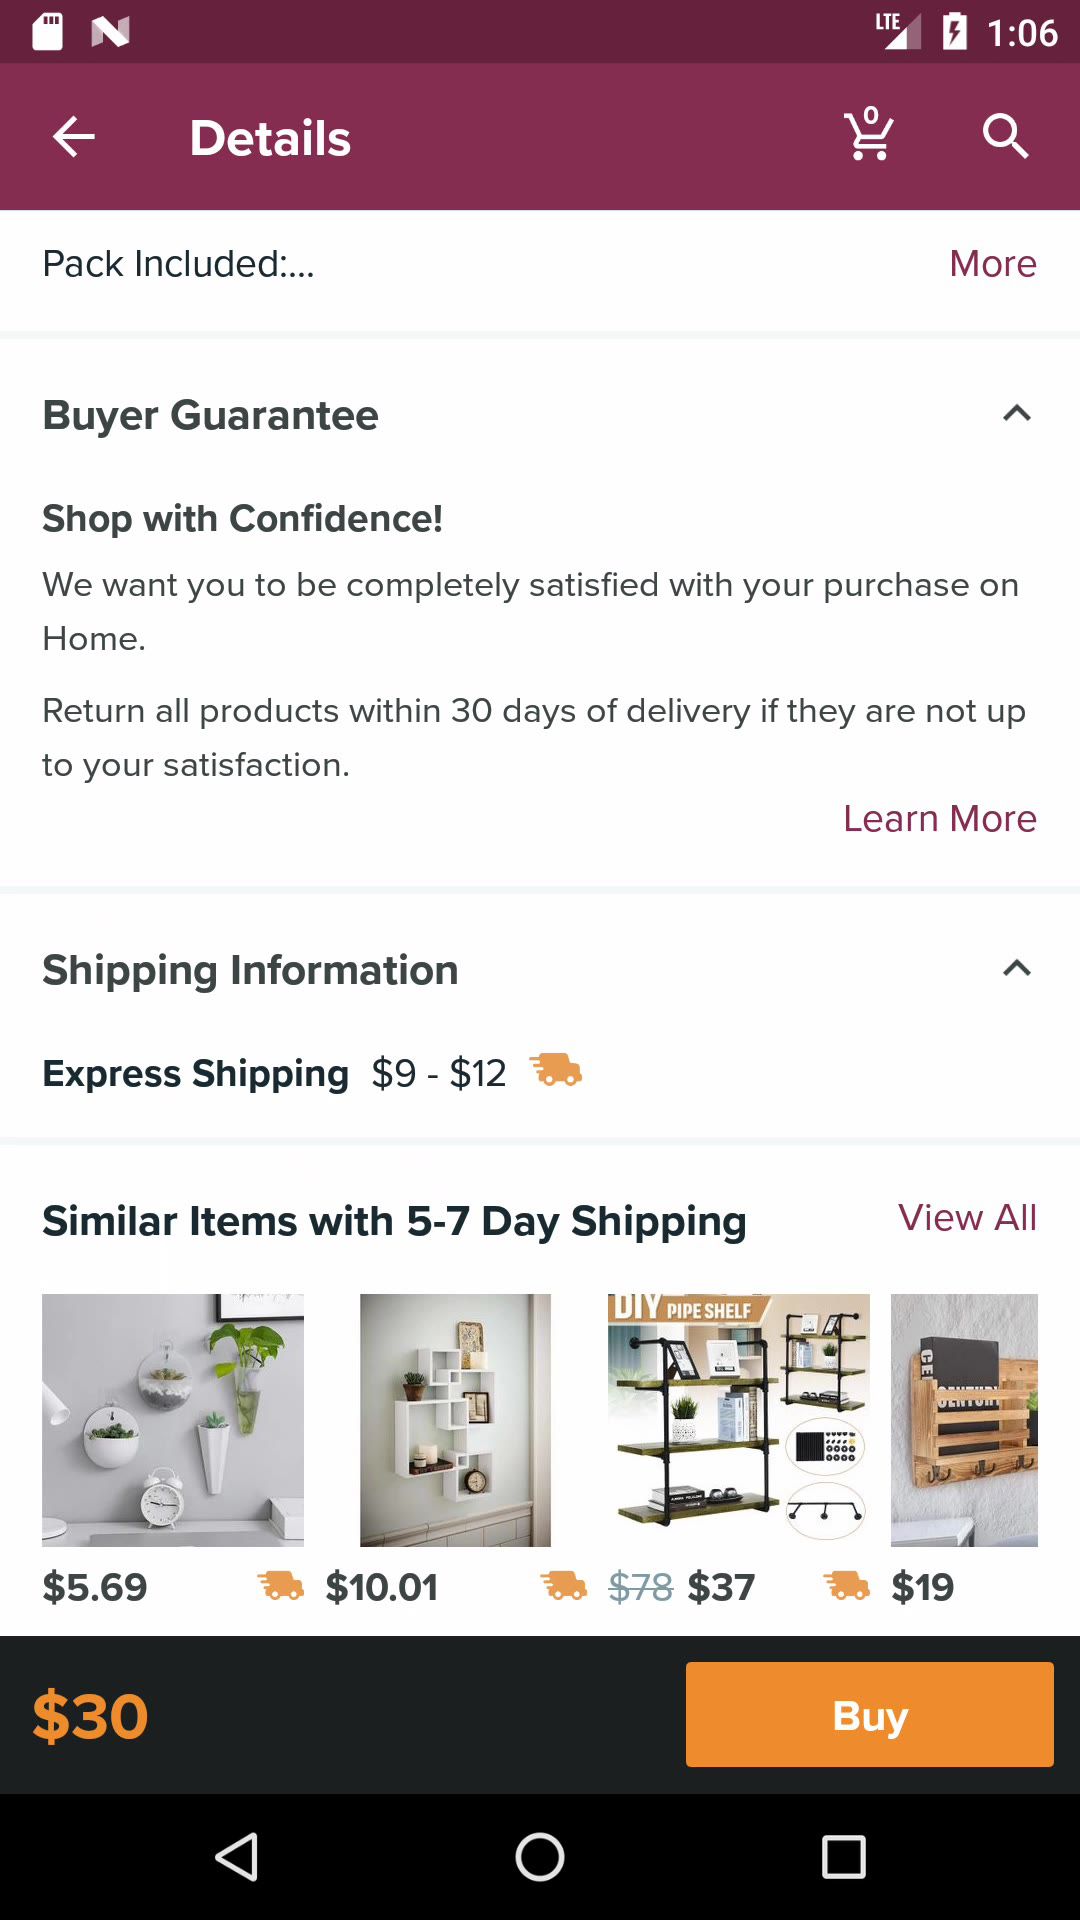 LTE 1:06
Details 0
Pack Included:... More
Buyer Guarantee
Shop with Confidence!
We want you to be completely satisfied with your purchase on
Home.
Return all products within 30 days of delivery if they are not up
to your satisfaction.
Learn More
Shipping Information
Express Shipping $9 - $12
Similar Items with 5-7 Day Shipping View All
DIY PIPE SHELF
CENTURY
$5.69 $10.01 $78 $37 $19
$30 Buy